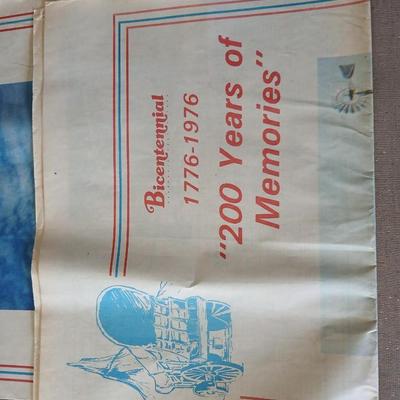 Bicentennial
1776-1976
"200 Years of
Memories"